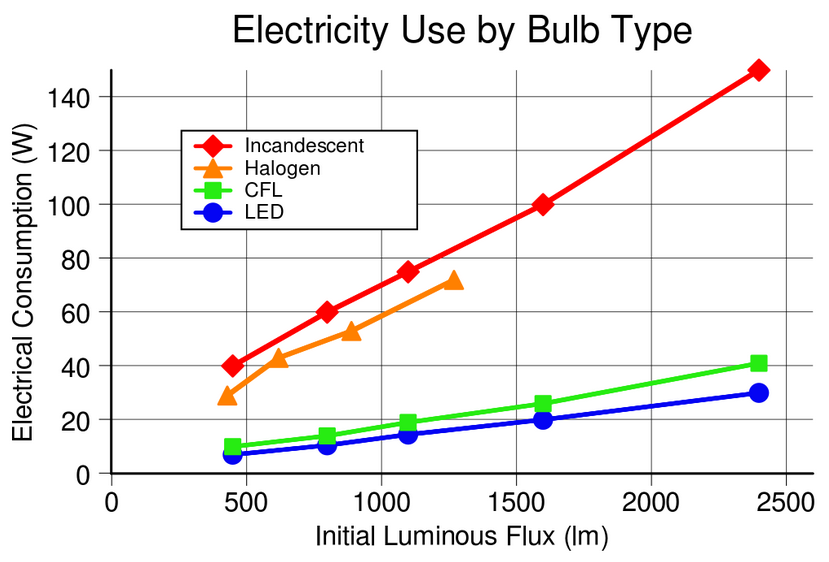 Electricity Use by Bulb Type
Electrical Consumption (W)
140
120
100
80
60
40
20
0
Incandescent
Halogen
CFL
LED
0 500 1000 1500 2000 2500
Initial Luminous Flux (lm)